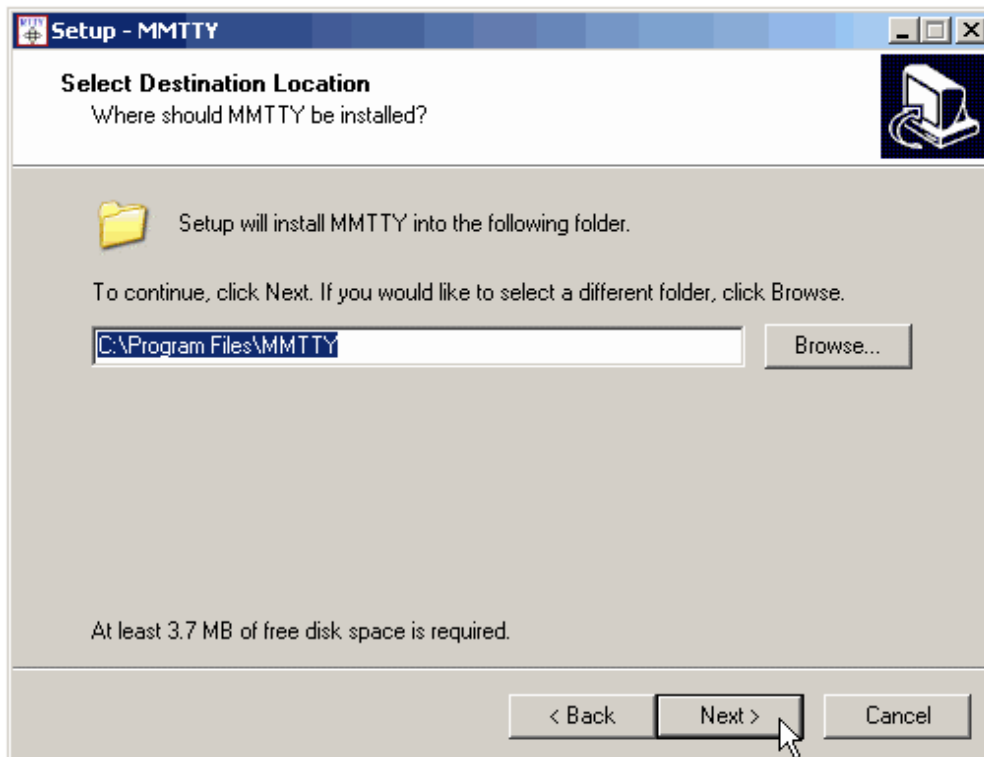 Setup - MMTTY
Select Destination Location
Where should MMTTY be installed?
Setup will install MMTTY into the following folder.
To continue, click Next. If you would like to select a different folder, click Browse.
C:\Program Files\MMTTY
Browse...
At least 3.7 MB of free disk space is required.
< Back
Next >
Cancel